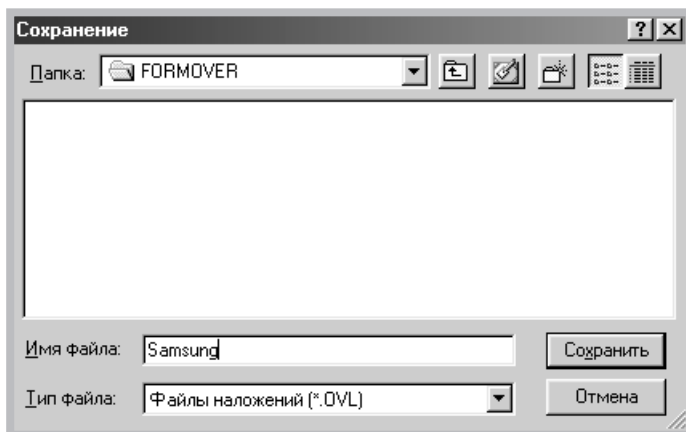 Сохранение
Папка: FORMOVER
Имя файла: Samsung
Сохранить
Тип файла: Файлы наложений (*.OVL)
Отмена